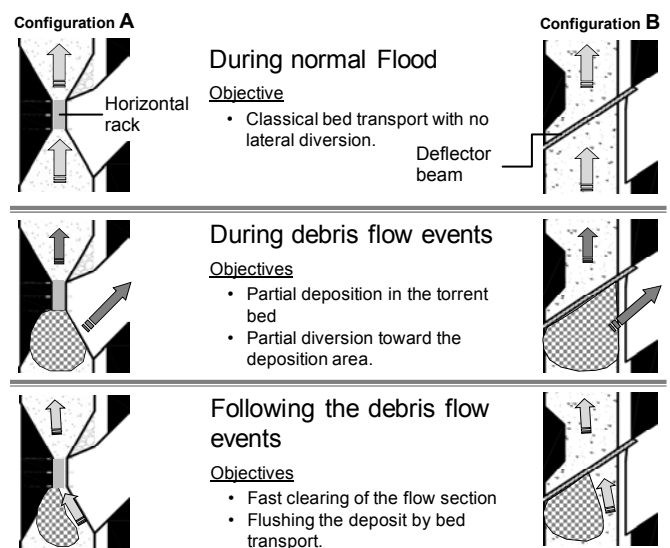 Configuration A
Configuration B
During normal Flood
Objective
• Classical bed transport with no
lateral diversion.
Horizontal
rack
Deflector
beam
During debris flow events
Objectives
• Partial deposition in the torrent
bed
• Partial diversion toward the
deposition area.
Following the debris flow
events
Objectives
• Fast clearing of the flow section
• Flushing the deposit by bed
transport.